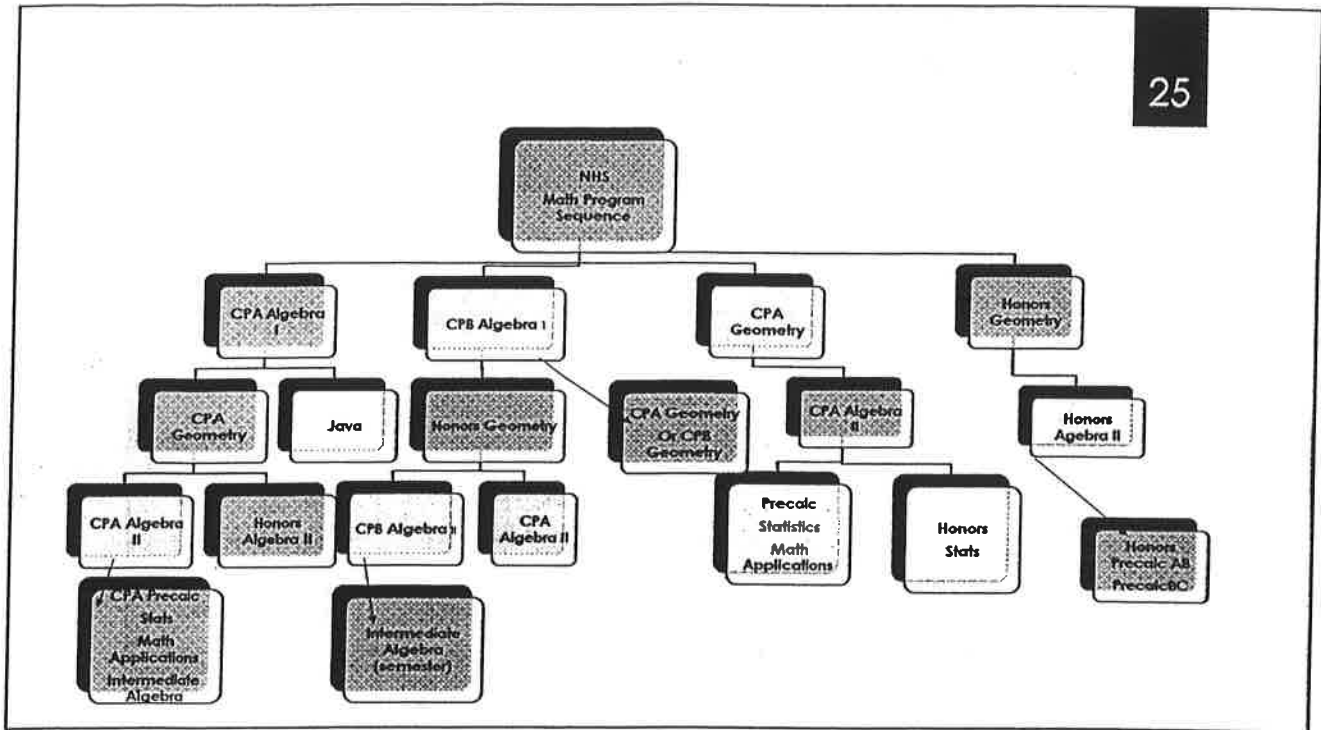 25
NHS
Math Program
Sequence
CPA Algebra
I
CPB Algebra 1
CPA
Geometry
Honors
Geometry
CPA
Geometry
Java
Honors Geometry
CPA Geometry
Or CPB
Geometry
CPA Algebra
II
Honors
Agebra II
CPA Algebra
II
Honors
Algebra II
CPB Algebra II
CPA
Algebra II
Precalc
Statistics
Math
Applications
Honors
Stats
Honors
Precalc AB
PrecalcBC
CPA Precalc
Stats
Math
Applications
Intermediate
Algebra
Intermediate
Algebra
(semester)